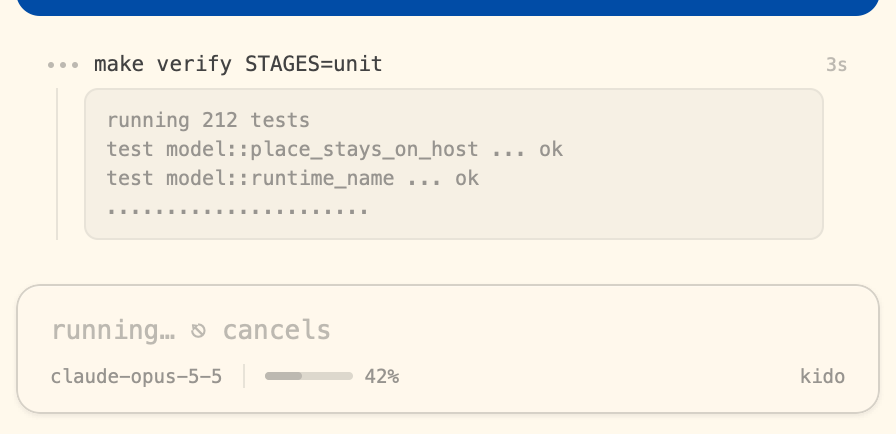 make verify STAGES=unit 3s
running 212 tests
test model::place_stays_on_host ... ok
test model::runtime_name ... ok
......................
running… ⎋ cancels
claude-opus-5-5 42% kido